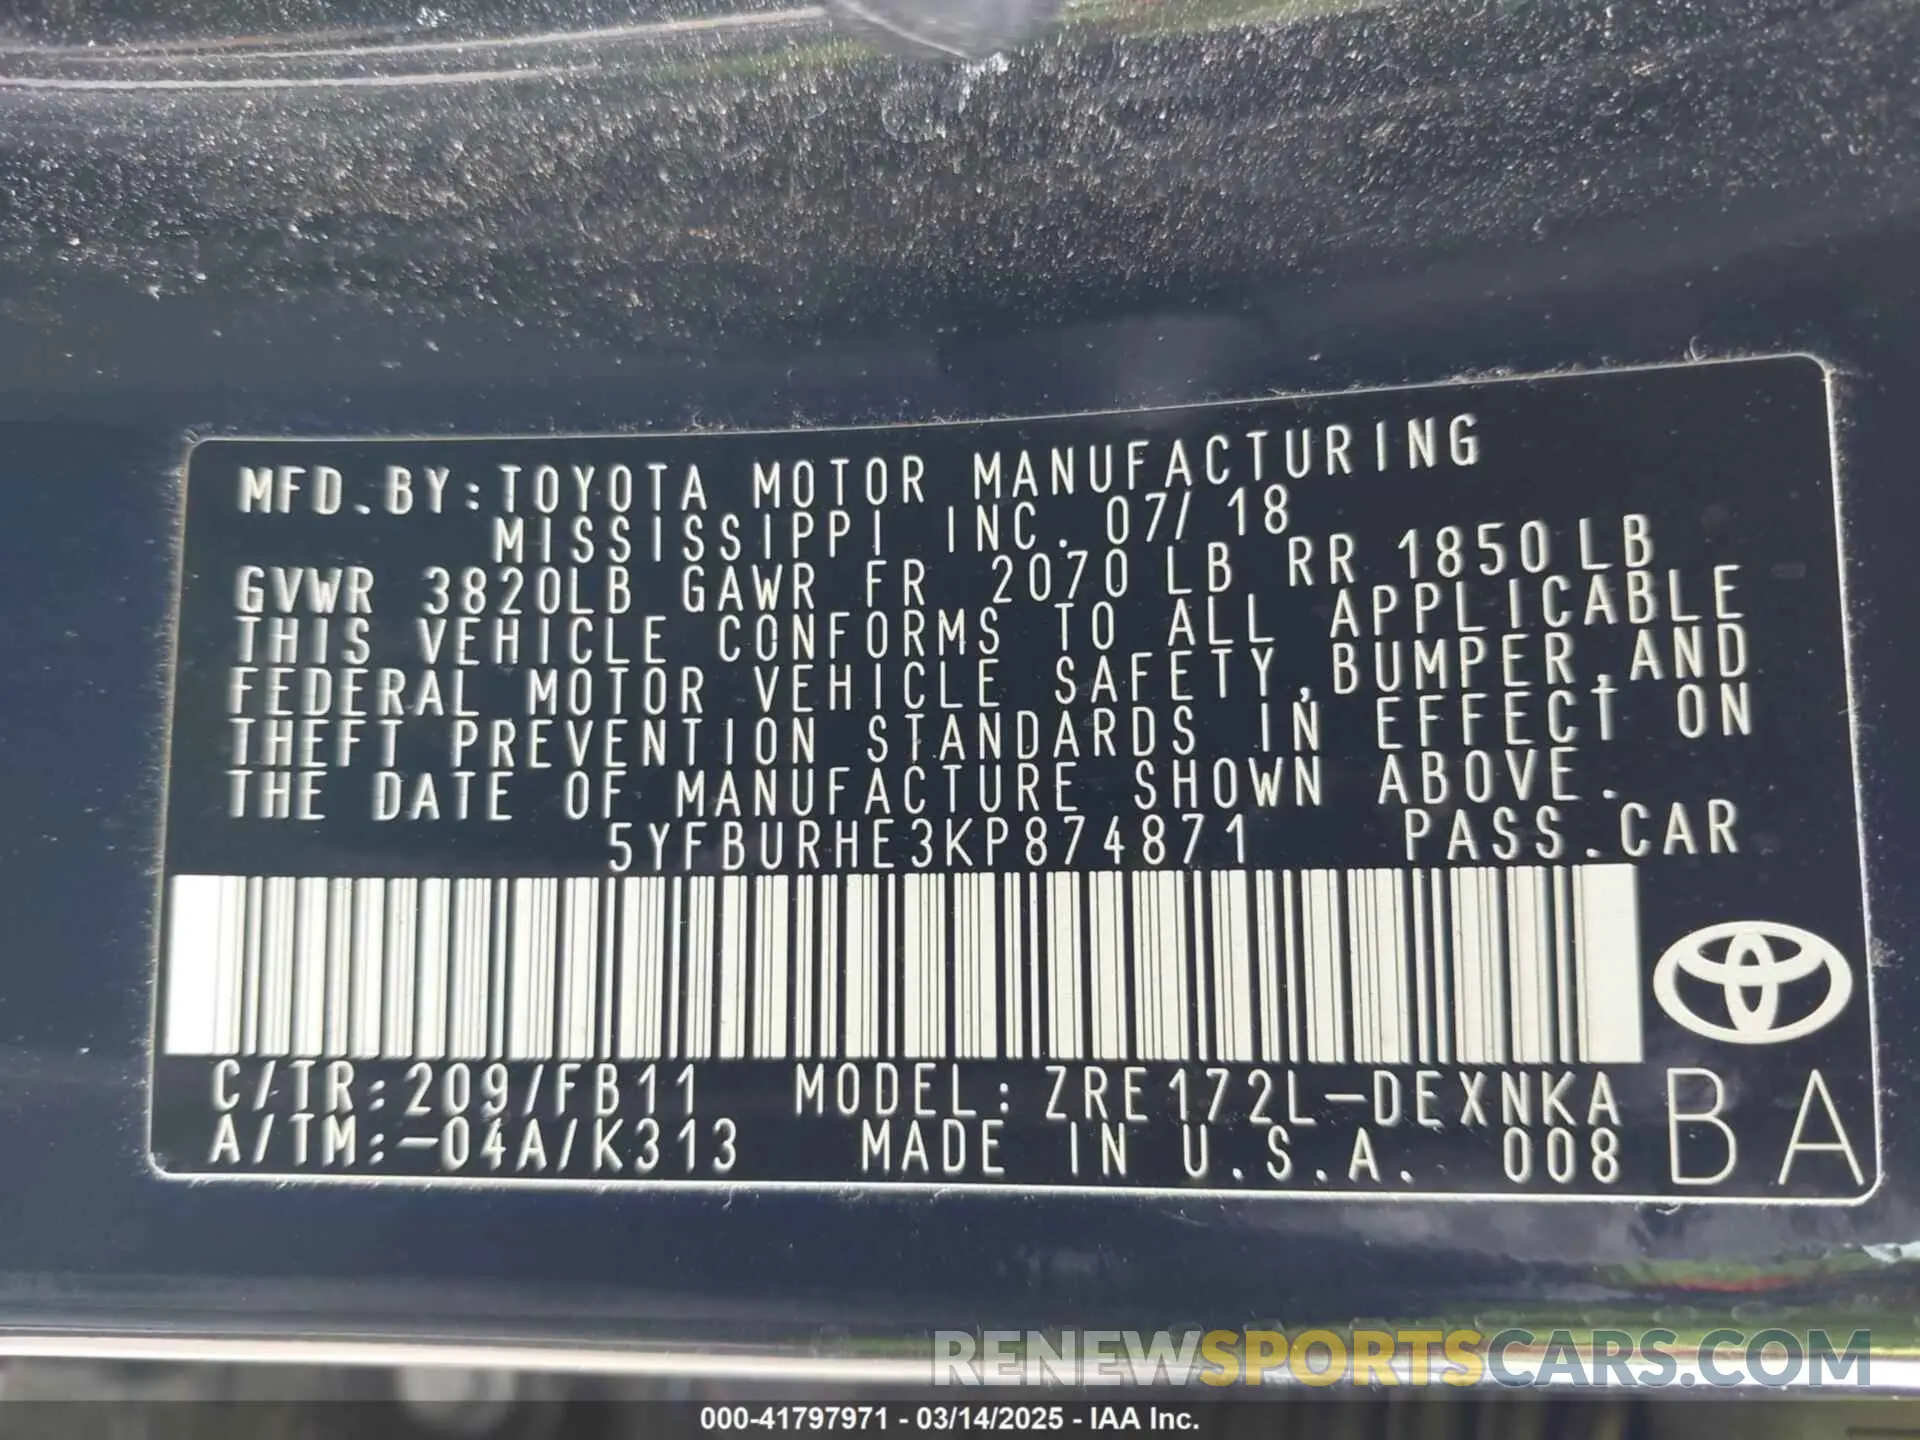 MFD.BY:TOYOTA MOTOR MANUFACTURING
MISSISSIPPI INC. 07/18
GVWR 3820LB GAWR FR 2070LB RR 1850LB
THIS VEHICLE CONFORMS TO ALL APPLICABLE
FEDERAL MOTOR VEHICLE SAFETY,BUMPER,AND
THEFT PREVENTION STANDARDS IN EFFECT ON
THE DATE OF MANUFACTURE SHOWN ABOVE.
5YFBURHE3KP874871 PASS.CAR
C/TR:209/FB11 MODEL:ZRE172L-DEXNKA
A/TM:-04A/K313 MADE IN U.S.A. 008
BA
RENEWSPORTSCARS.COM
000-41797971 - 03/14/2025 - IAA Inc.